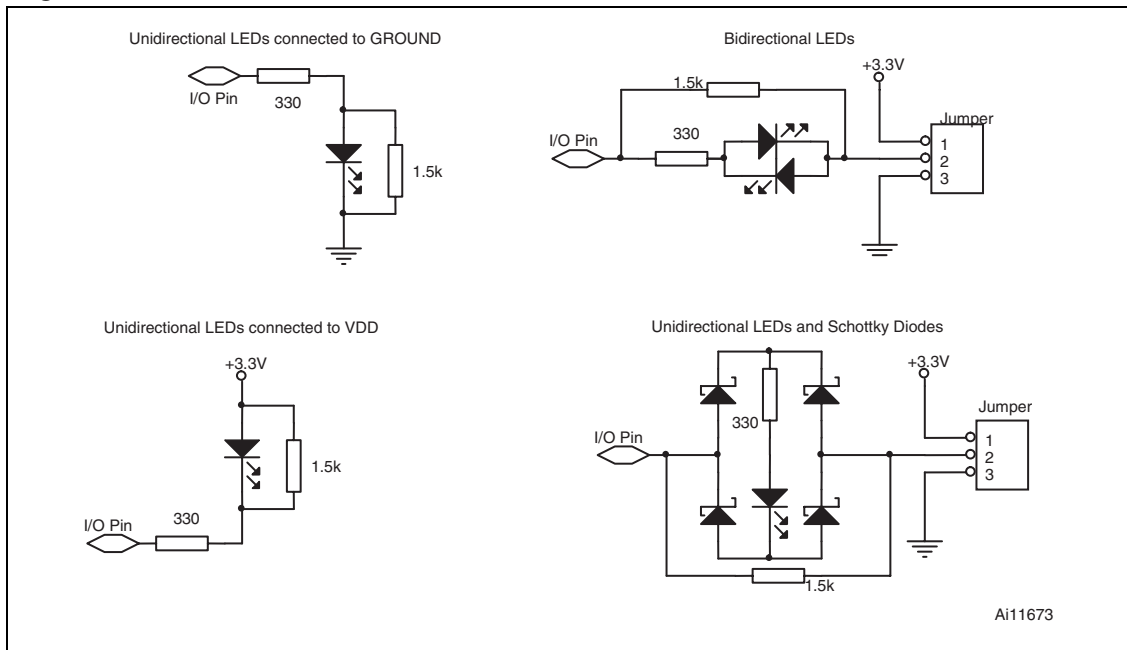 Unidirectional LEDs connected to GROUND
I/O Pin
330
1.5k
Bidirectional LEDs
+3.3V
1.5k
Jumper
I/O Pin
330
1
2
3
Unidirectional LEDs connected to VDD
+3.3V
1.5k
I/O Pin
330
Unidirectional LEDs and Schottky Diodes
+3.3V
Jumper
330
I/O Pin
1
2
3
1.5k
Ai11673